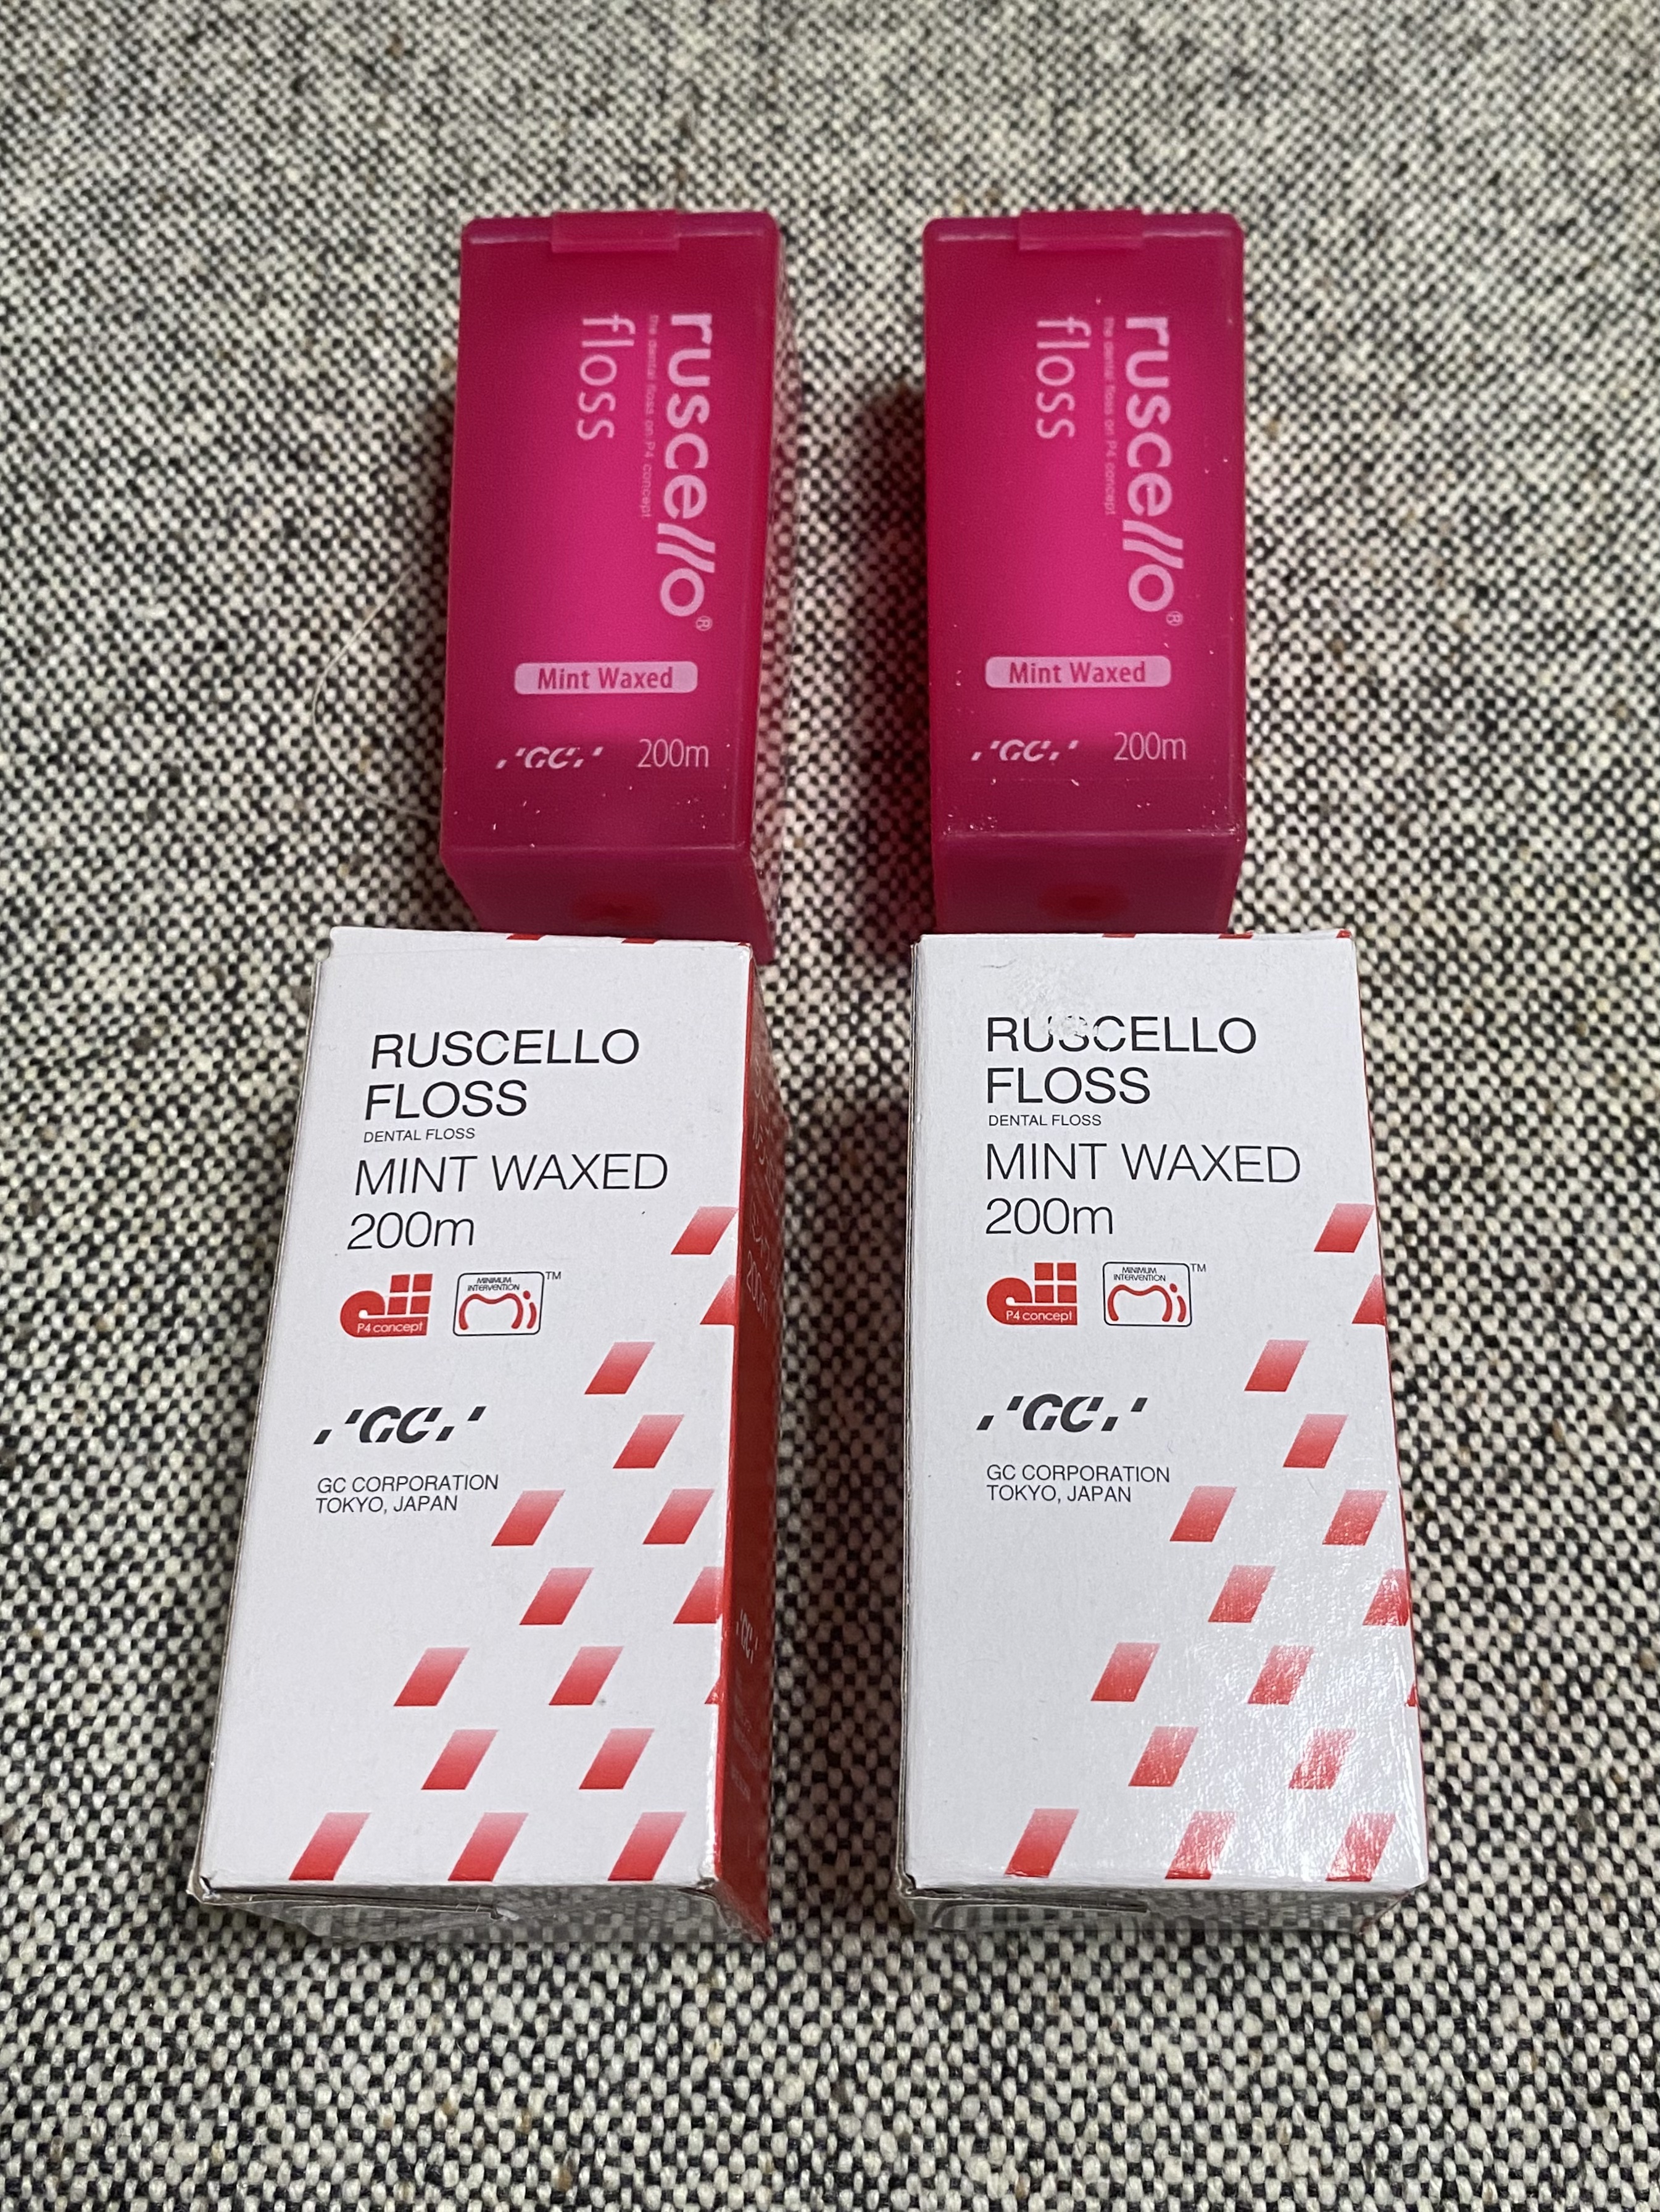 ruscello®
the dental floss on P4 concept
floss
Mint Waxed
GC 200m
ruscello®
the dental floss on P4 concept
floss
Mint Waxed
GC 200m
RUSCELLO
FLOSS
DENTAL FLOSS
MINT WAXED
200m
P4 concept
MINIMUM
INTERVENTION
TM
GC
GC CORPORATION
TOKYO, JAPAN
RUSCELLO
FLOSS
DENTAL FLOSS
MINT WAXED
200m
P4 concept
MINIMUM
INTERVENTION
TM
GC
GC CORPORATION
TOKYO, JAPAN
200m
GC